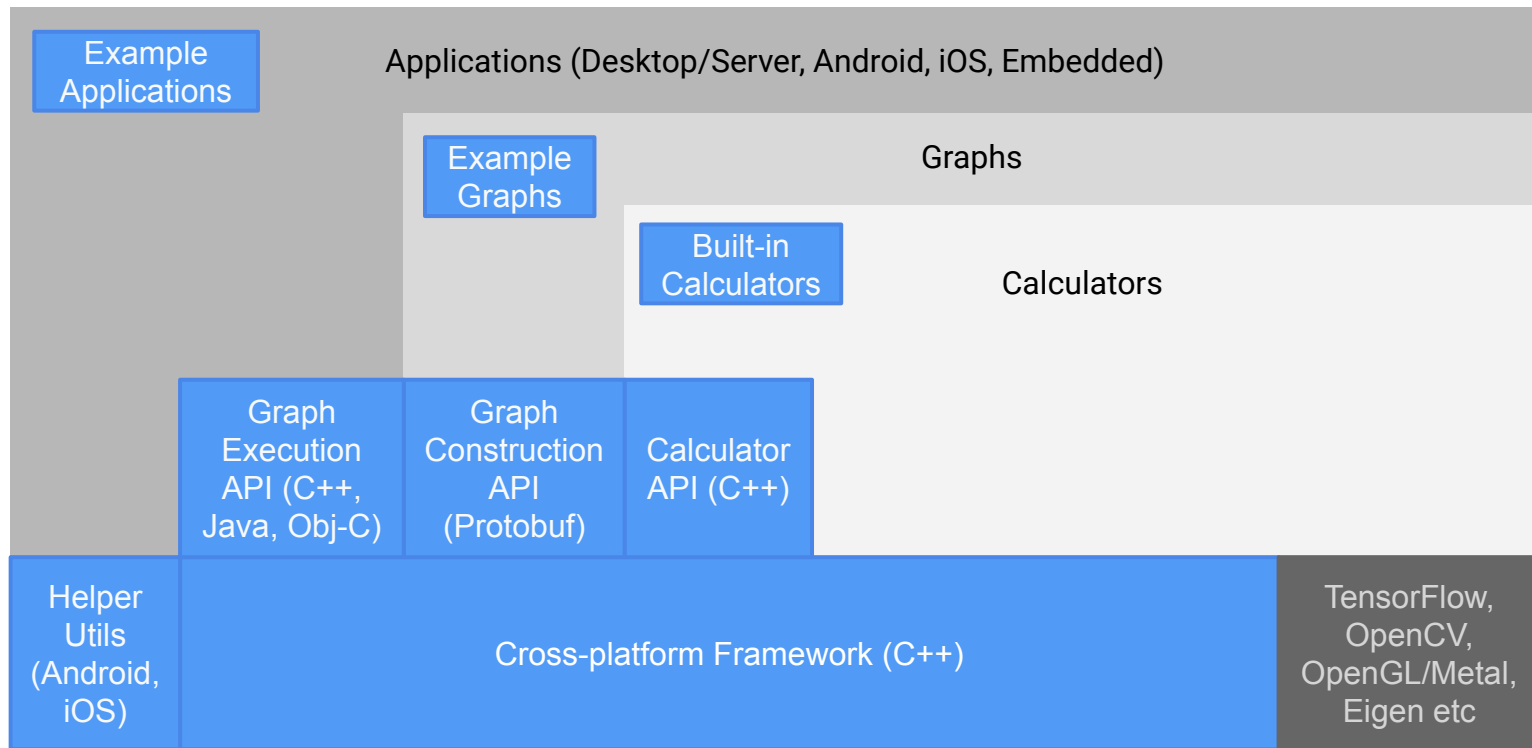 Example
Applications
Applications (Desktop/Server, Android, iOS, Embedded)
Example
Graphs
Graphs
Built-in
Calculators
Calculators
Graph
Execution
API (C++,
Java, Obj-C)
Graph
Construction
API
(Protobuf)
Calculator
API (C++)
Helper
Utils
(Android,
iOS)
Cross-platform Framework (C++)
TensorFlow,
OpenCV,
OpenGL/Metal,
Eigen etc